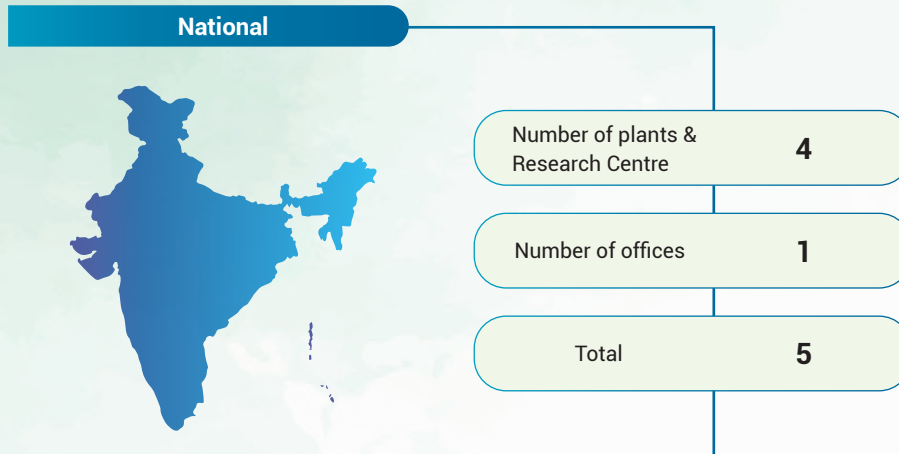 National
Number of plants &
Research Centre
4
Number of offices
1
Total
5